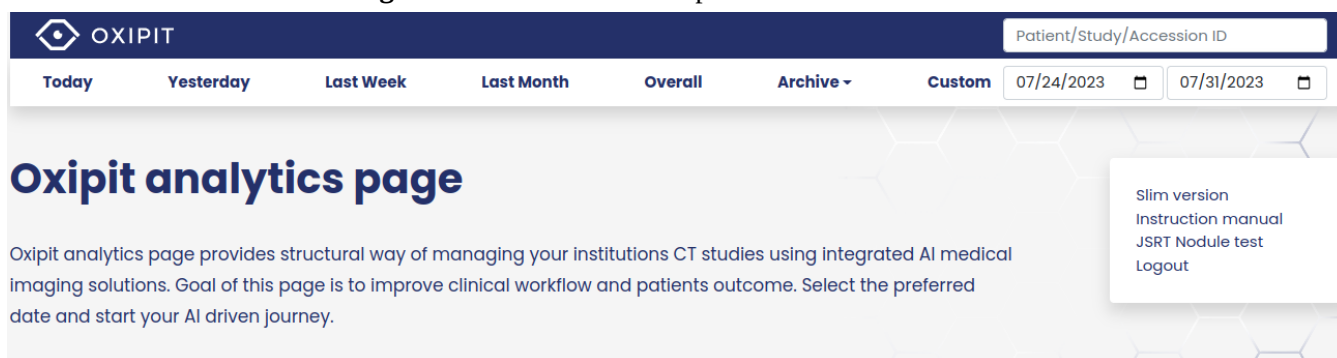 OXIPIT
Patient/Study/Accession ID
Today Yesterday Last Week Last Month Overall Archive Custom 07/24/2023 07/31/2023
Oxipit analytics page
Slim version
Instruction manual
JSRT Nodule test
Logout
Oxipit analytics page provides structural way of managing your institutions CT studies using integrated AI medical
imaging solutions. Goal of this page is to improve clinical workflow and patients outcome. Select the preferred
date and start your AI driven journey.